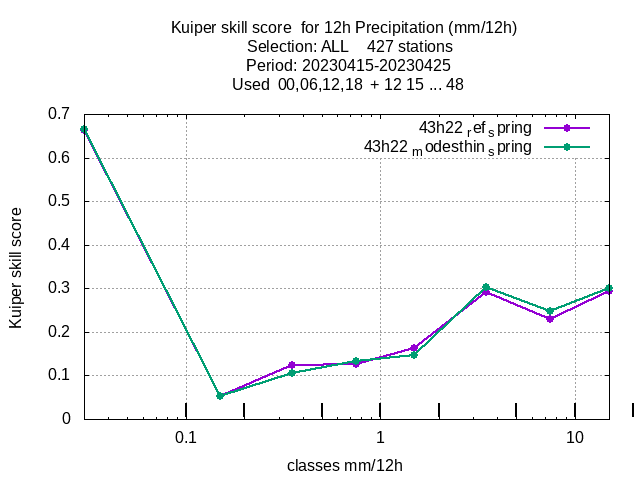 Kuiper skill score  for 12h Precipitation (mm/12h)
Selection: ALL    427 stations
Period: 20230415-20230425
Used  00,06,12,18  + 12 15 ... 48
43h22 ref spring
43h22 modesthin spring
Kuiper skill score
0.7
0.6
0.5
0.4
0.3
0.2
0.1
0
0.1
1
10
classes mm/12h